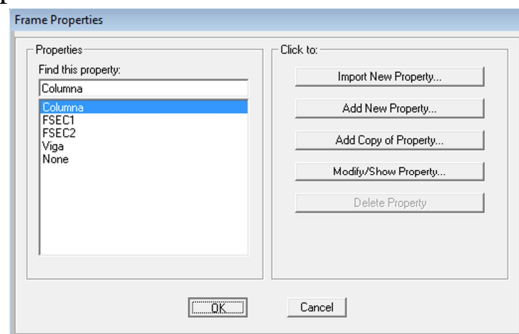 Frame Properties
Properties
Find this property:
Columna
Columna
FSEC1
FSEC2
Viga
None
Click to:
Import New Property...
Add New Property...
Add Copy of Property...
Modify/Show Property...
Delete Property
OK
Cancel